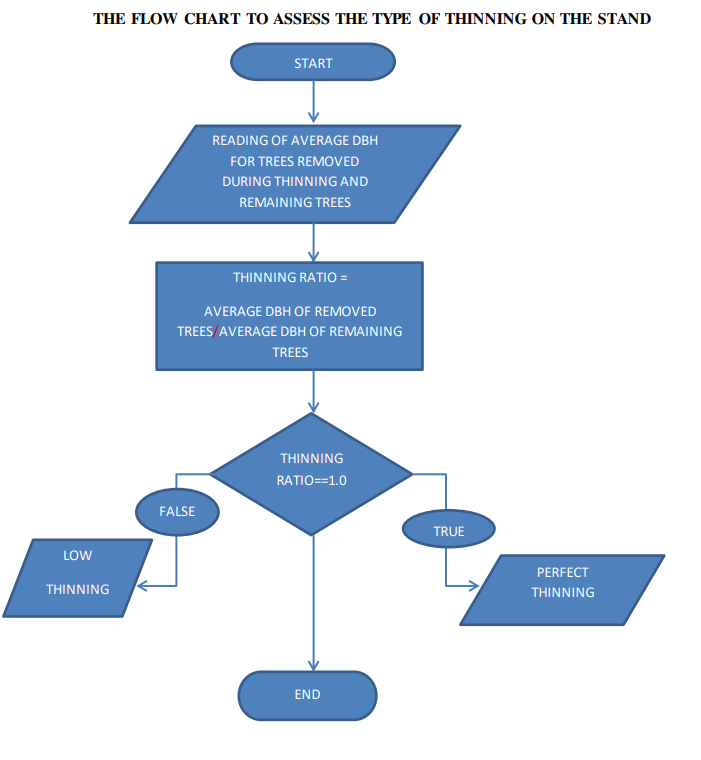 THE FLOW CHART TO ASSESS THE TYPE OF THINNING ON THE STAND
START
READING OF AVERAGE DBH
FOR TREES REMOVED
DURING THINNING AND
REMAINING TREES
THINNING RATIO =
AVERAGE DBH OF REMOVED
TREES/AVERAGE DBH OF REMAINING
TREES
THINNING
RATIO==1.0
FALSE
TRUE
LOW
THINNING
PERFECT
THINNING
END